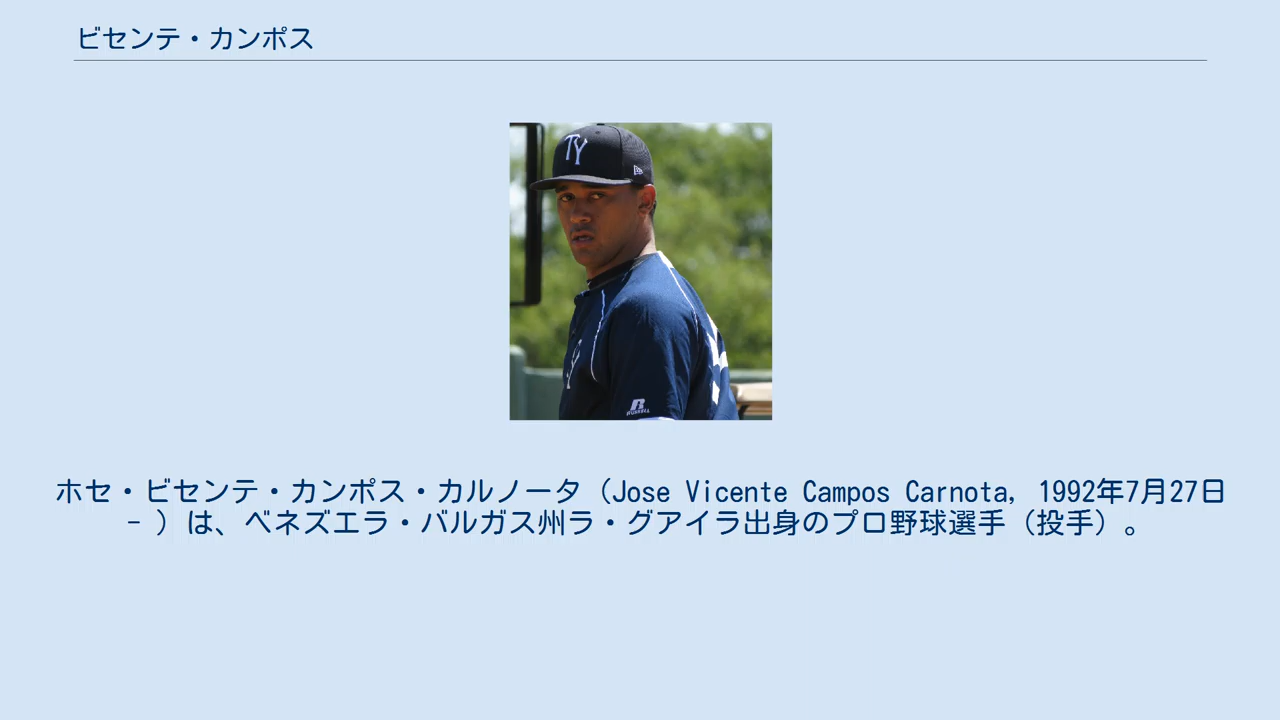 ビセンテ・カンポス
TY
ホセ・ビセンテ・カンポス・カルノータ（Jose Vicente Campos Carnota, 1992年7月27日
- ）は、ベネズエラ・バルガス州ラ・グアイラ出身のプロ野球選手（投手）。